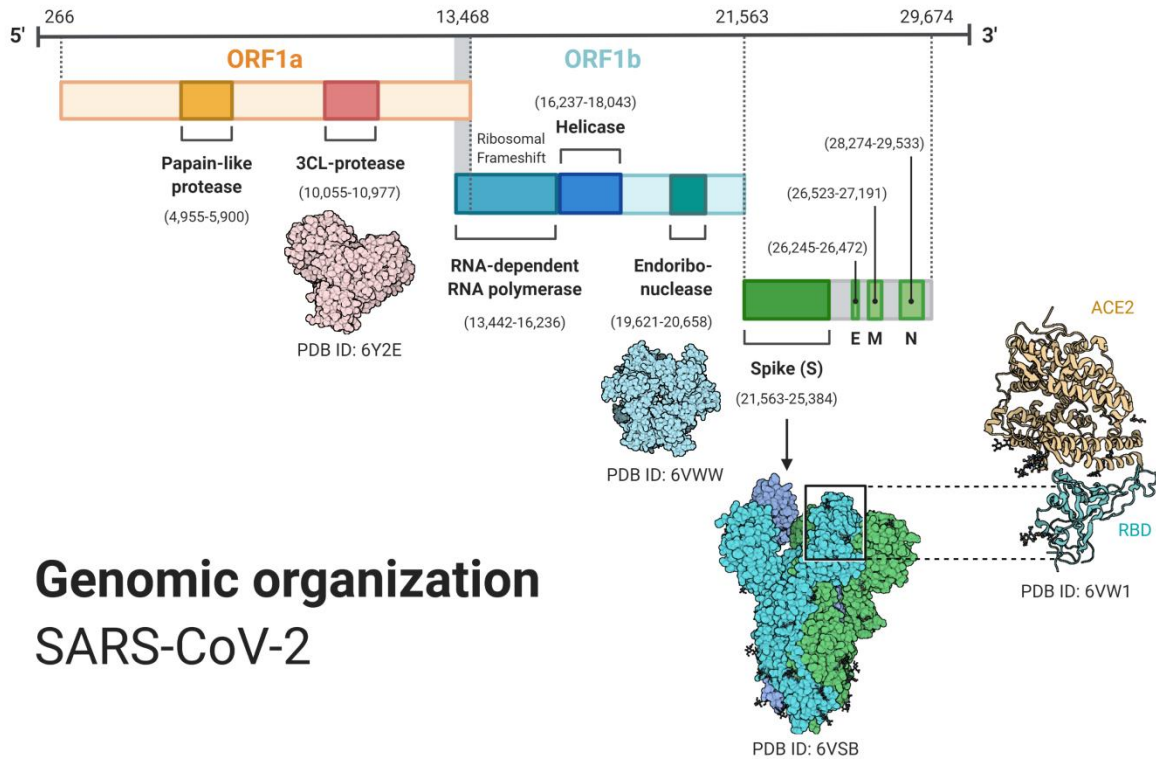 266
13,468
21,563
29,674
5'
3'
ORF1a
ORF1b
(16,237-18,043)
Helicase
Ribosomal
Frameshift
(28,274-29,533)
Papain-like
protease
(4,955-5,900)
3CL-protease
(10,055-10,977)
(26,523-27,191)
(26,245-26,472)
RNA-dependent
RNA polymerase
(13,442-16,236)
Endoribo-
nuclease
(19,621-20,658)
E M N
PDB ID: 6Y2E
Spike (S)
(21,563-25,384)
ACE2
PDB ID: 6VWW
RBD
PDB ID: 6VW1
Genomic organization
SARS-CoV-2
PDB ID: 6VSB